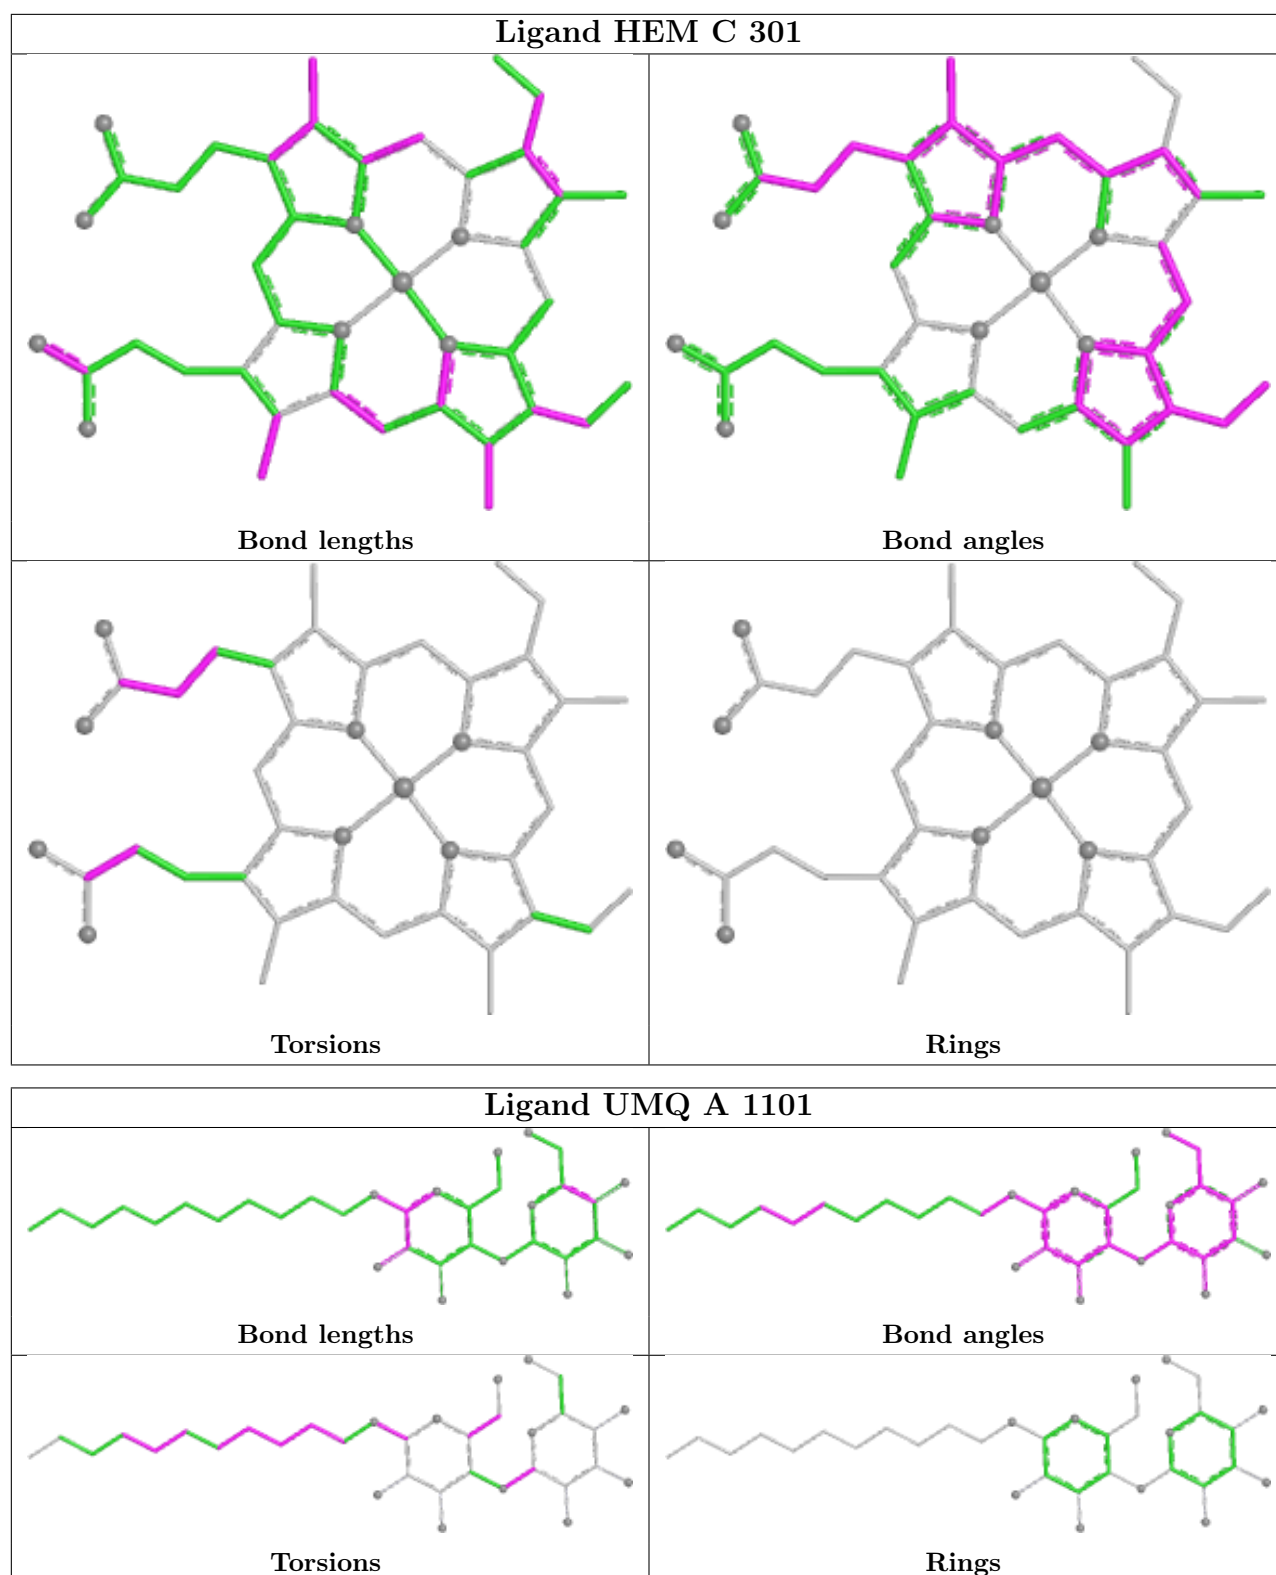 Ligand HEM C 301
Bond lengths
Bond angles
Torsions
Rings
Ligand UMQ A 1101
Bond lengths
Bond angles
Torsions
Rings